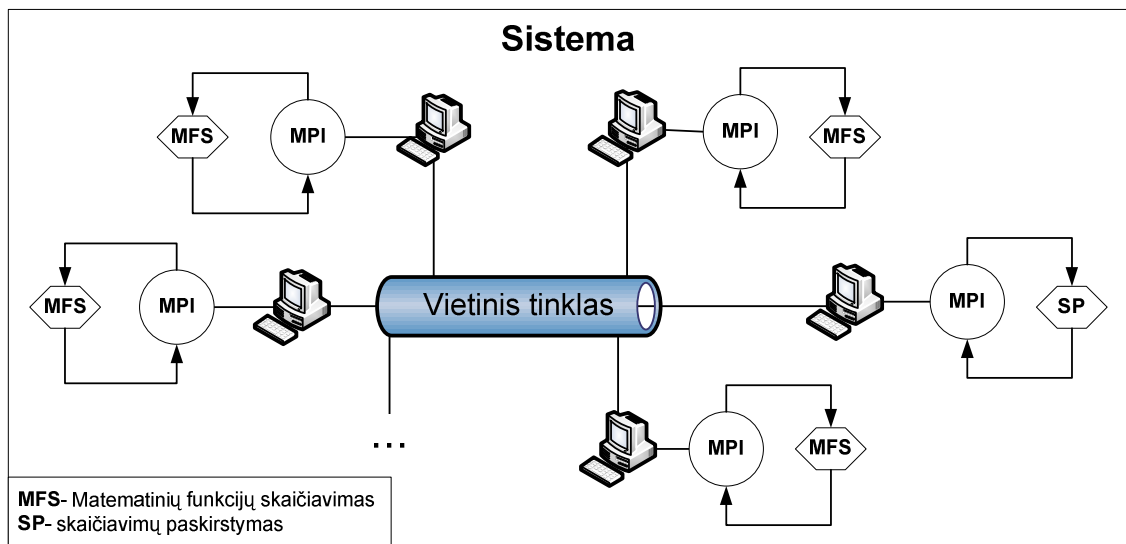 Sistema
MFS
MPI
MPI
MFS
MFS
MPI
Vietinis tinklas
MPI
SP
...
MPI
MFS
MFS- Matematinių funkcijų skaičiavimas
SP- skaičiavimų paskirstymas